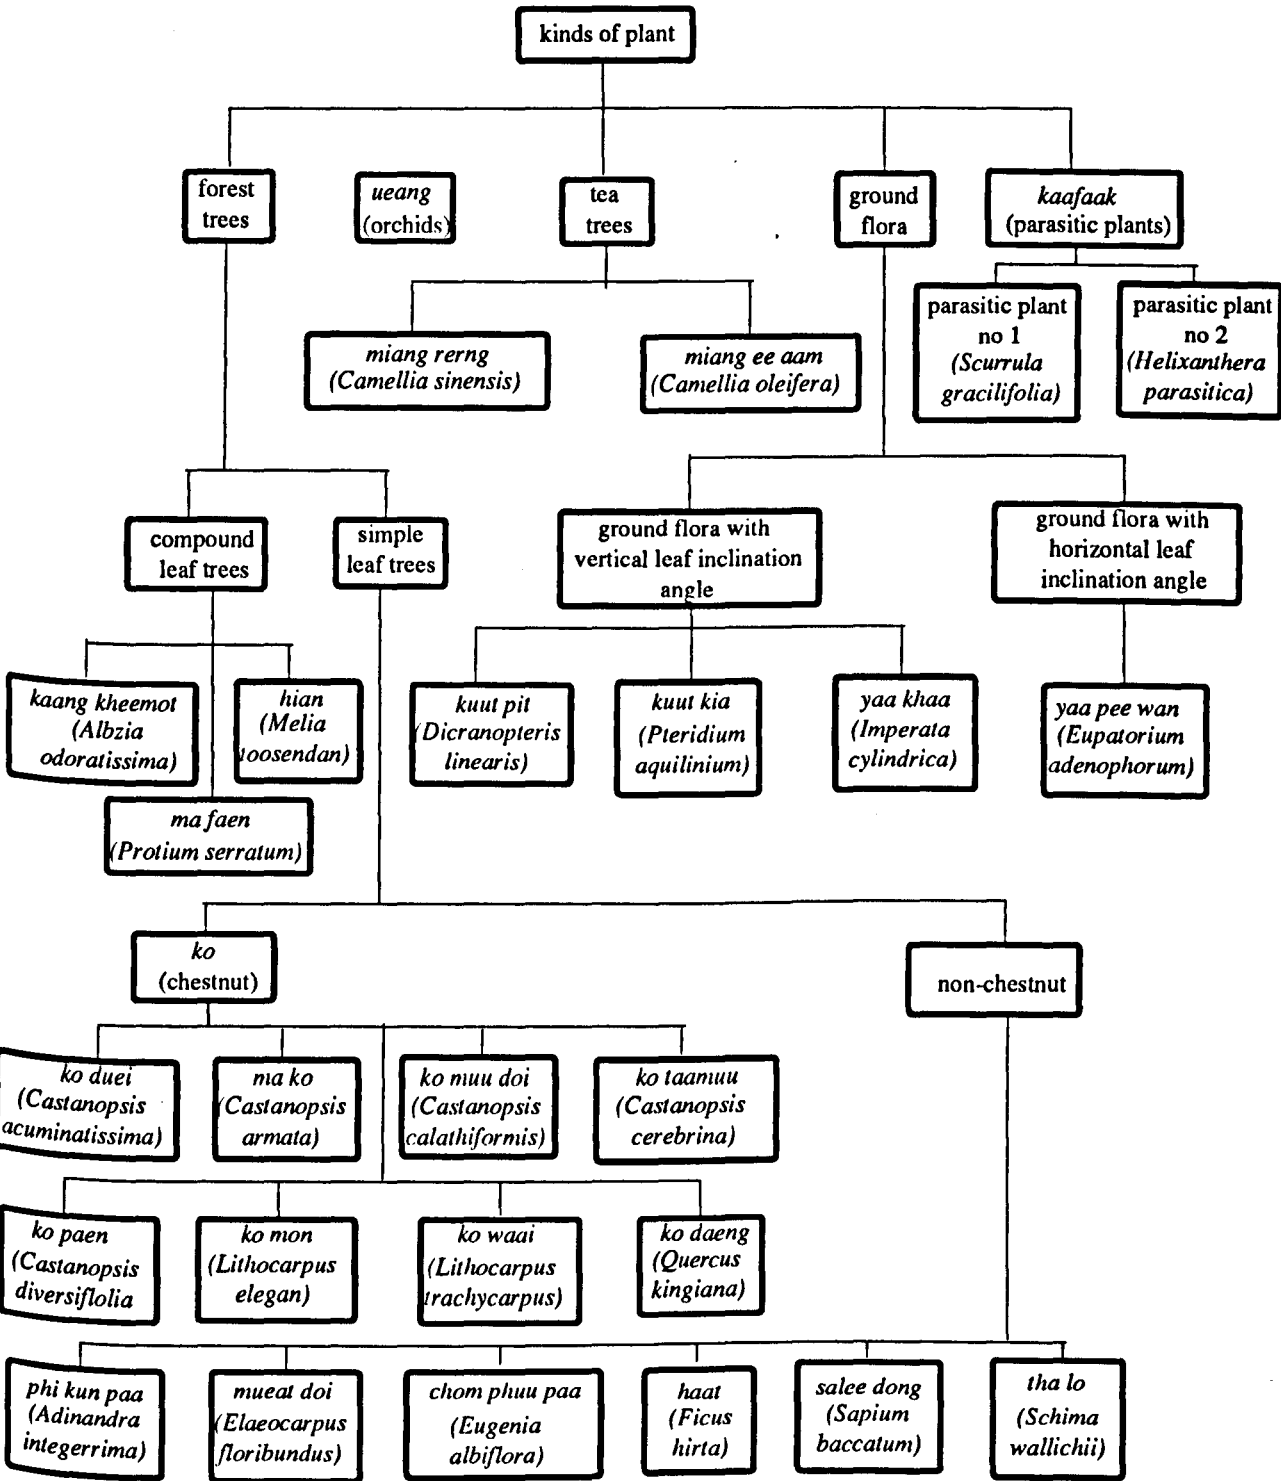 kinds of plant
forest
trees
ueang
(orchids)
tea
trees
ground
flora
kaafaak
(parasitic plants)
miang rerng
(Camellia sinensis)
miang ee aam
(Camellia oleifera)
parasitic plant
no 1
(Scurrula
gracilifolia)
parasitic plant
no 2
(Helixanthera
parasitica)
compound
leaf trees
simple
leaf trees
ground flora with
vertical leaf inclination
angle
ground flora with
horizontal leaf
inclination angle
kaang kheemot
(Albzia
odoratissima)
hian
(Melia
toosendan)
ma faen
(Protium serratum)
kuut pit
(Dicranopteris
linearis)
kuut kia
(Pteridium
aquilinium)
yaa khaa
(Imperata
cylindrica)
yaa pee wan
(Eupatorium
adenophorum)
ko
(chestnut)
non-chestnut
ko duei
(Castanopsis
acuminatissima)
ma ko
(Castanopsis
armata)
ko muu doi
(Castanopsis
calathiformis)
ko taamuu
(Castanopsis
cerebrina)
ko paen
(Castanopsis
diversiflolia
ko mon
(Lithocarpus
elegan)
ko waai
(Lithocarpus
trachycarpus)
ko daeng
(Quercus
kingiana)
phi kun paa
(Adinandra
integerrima)
mueat doi
(Elaeocarpus
floribundus)
chom phuu paa
(Eugenia
albiflora)
haat
(Ficus
hirta)
salee dong
(Sapium
baccatum)
tha lo
(Schima
wallichii)